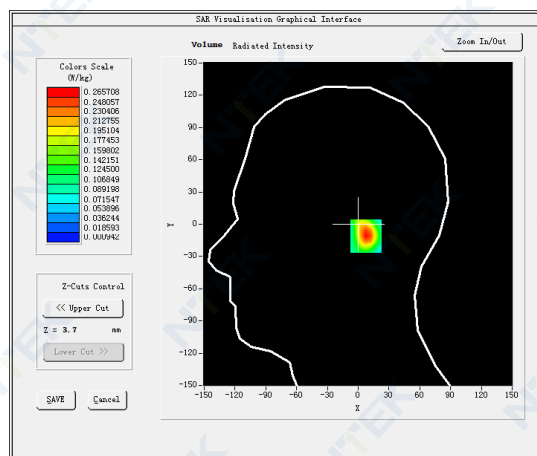 SAR Visualisation Graphical Interface
Volume Radiated Intensity
Zoom In/Out
Colors Scale
(W/kg)
0.265708
0.248057
0.230406
0.212755
0.195104
0.177453
0.159802
0.142151
0.124500
0.106849
0.089198
0.071547
0.053896
0.036244
0.018593
0.000942
Z-Cuts Control
<< Upper Cut
Z = 3.7 mm
Lower Cut >>
SAVE
Cancel
150
120
90
60
30
0
-30
-60
-90
-120
-150
Y
-150 -120 -90 -60 -30 0 30 60 90 120 150
X
NTEK